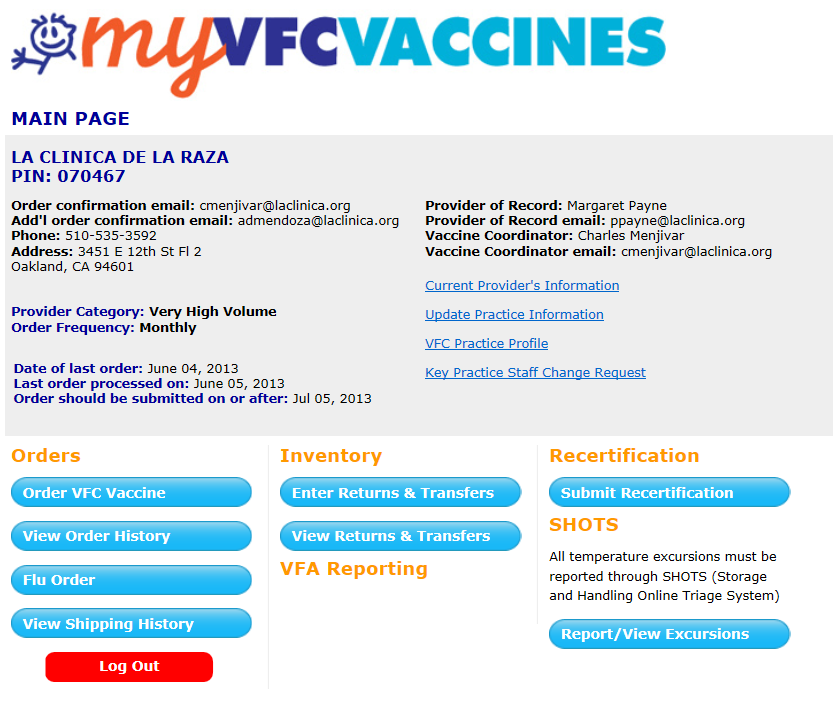 myVFCVACCINES
MAIN PAGE
LA CLINICA DE LA RAZA
PIN: 070467
Order confirmation email: cmenjivar@laclinica.org
Add'l order confirmation email: admendoza@laclinica.org
Phone: 510-535-3592
Address: 3451 E 12th St Fl 2
Oakland, CA 94601
Provider Category: Very High Volume
Order Frequency: Monthly
Date of last order: June 04, 2013
Last order processed on: June 05, 2013
Order should be submitted on or after: Jul 05, 2013
Provider of Record: Margaret Payne
Provider of Record email: ppayne@laclinica.org
Vaccine Coordinator: Charles Menjivar
Vaccine Coordinator email: cmenjivar@laclinica.org
Current Provider's Information
Update Practice Information
VFC Practice Profile
Key Practice Staff Change Request
Orders
Order VFC Vaccine
View Order History
Flu Order
View Shipping History
Log Out
Inventory
Enter Returns & Transfers
View Returns & Transfers
VFA Reporting
Recertification
Submit Recertification
SHOTS
All temperature excursions must be
reported through SHOTS (Storage
and Handling Online Triage System)
Report/View Excursions